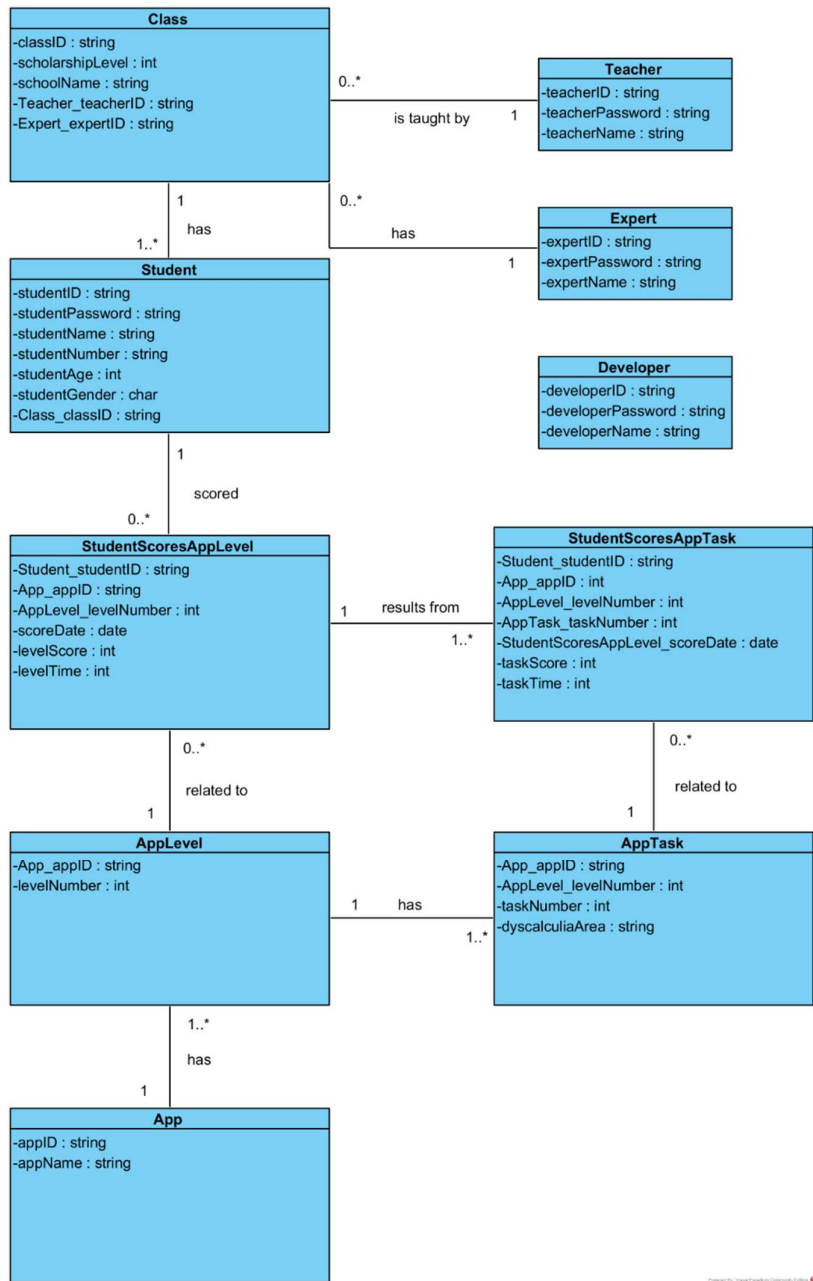 Class
-classID : string
-scholarshipLevel : int
-schoolName : string
-Teacher_teacherID : string
-Expert_expertID : string
0..*
is taught by
1
Teacher
-teacherID : string
-teacherPassword : string
-teacherName : string
1
has
1..*
0..*
has
1
Expert
-expertID : string
-expertPassword : string
-expertName : string
Student
-studentID : string
-studentPassword : string
-studentName : string
-studentNumber : string
-studentAge : int
-studentGender : char
-Class_classID : string
Developer
-developerID : string
-developerPassword : string
-developerName : string
1
scored
0..*
StudentScoresAppLevel
-Student_studentID : string
-App_appID : string
-AppLevel_levelNumber : int
-scoreDate : date
-levelScore : int
-levelTime : int
1
results from
1..*
StudentScoresAppTask
-Student_studentID : string
-App_appID : int
-AppLevel_levelNumber : int
-AppTask_taskNumber : int
-StudentScoresAppLevel_scoreDate : date
-taskScore : int
-taskTime : int
0..*
related to
1
0..*
related to
1
AppLevel
-App_appID : string
-levelNumber : int
1
has
1..*
AppTask
-App_appID : string
-AppLevel_levelNumber : int
-taskNumber : int
-dyscalculiaArea : string
1..*
has
1
App
-appID : string
-appName : string
Powered By Visual Paradigm Community Edition